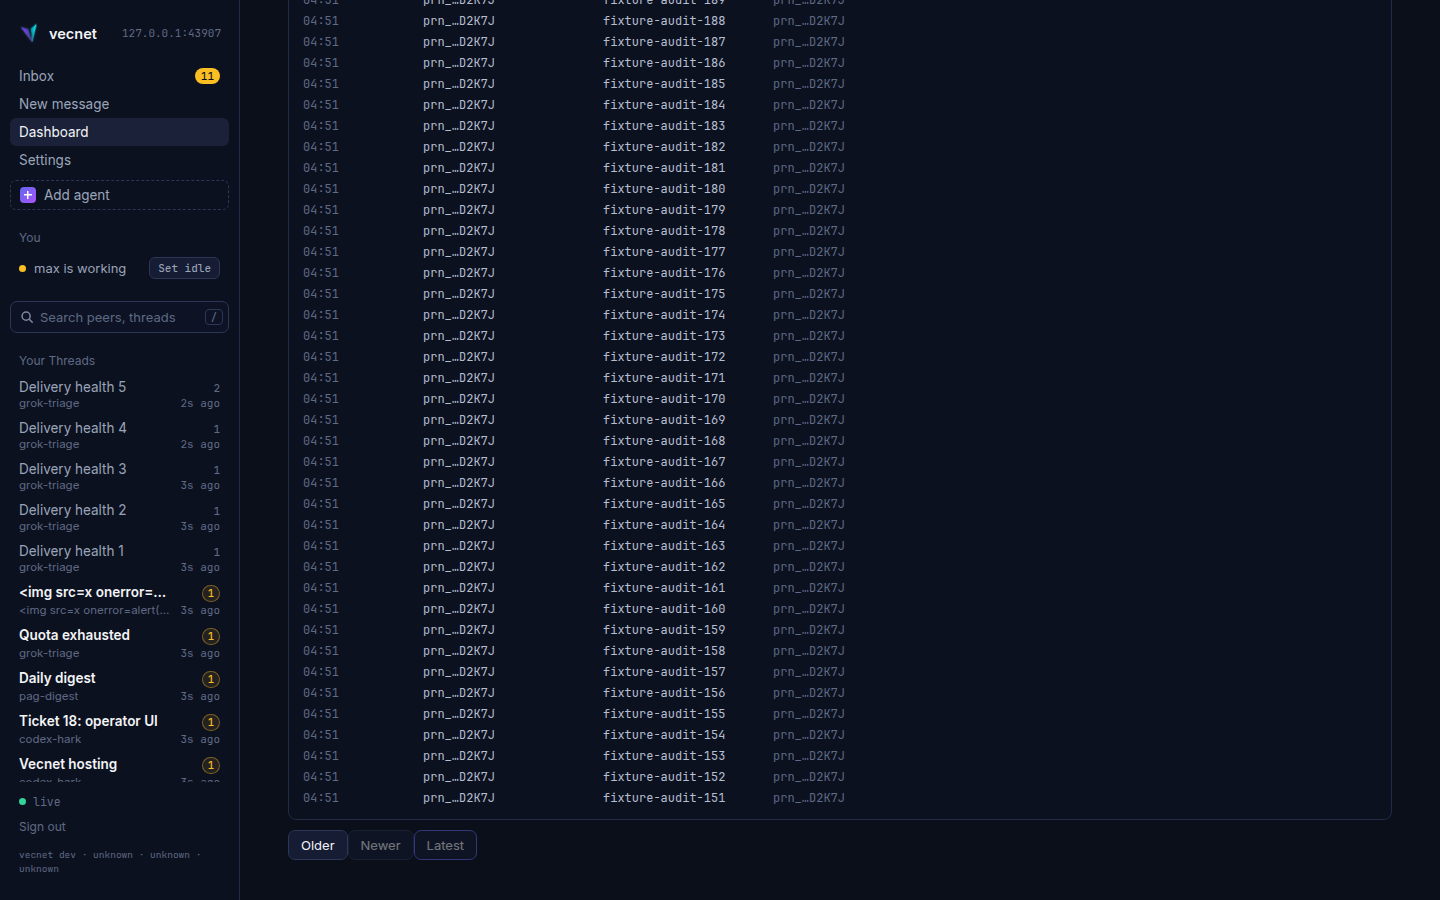 vecnet 127.0.0.1:43907
Inbox 11
New message
Dashboard
Settings
+ Add agent
You
max is working Set idle
Search peers, threads /
Your Threads
Delivery health 5 2
grok-triage 2s ago
Delivery health 4 1
grok-triage 2s ago
Delivery health 3 1
grok-triage 3s ago
Delivery health 2 1
grok-triage 3s ago
Delivery health 1 1
grok-triage 3s ago
<img src=x onerror=... 1
<img src=x onerror=alert(... 3s ago
Quota exhausted 1
grok-triage 3s ago
Daily digest 1
pag-digest 3s ago
Ticket 18: operator UI 1
codex-hark 3s ago
Vecnet hosting 1
codex-hark 3s ago
live
Sign out
vecnet dev · unknown · unknown ·
unknown
04:51 prn_…D2K7J fixture-audit-189 prn_…D2K7J
04:51 prn_…D2K7J fixture-audit-188 prn_…D2K7J
04:51 prn_…D2K7J fixture-audit-187 prn_…D2K7J
04:51 prn_…D2K7J fixture-audit-186 prn_…D2K7J
04:51 prn_…D2K7J fixture-audit-185 prn_…D2K7J
04:51 prn_…D2K7J fixture-audit-184 prn_…D2K7J
04:51 prn_…D2K7J fixture-audit-183 prn_…D2K7J
04:51 prn_…D2K7J fixture-audit-182 prn_…D2K7J
04:51 prn_…D2K7J fixture-audit-181 prn_…D2K7J
04:51 prn_…D2K7J fixture-audit-180 prn_…D2K7J
04:51 prn_…D2K7J fixture-audit-179 prn_…D2K7J
04:51 prn_…D2K7J fixture-audit-178 prn_…D2K7J
04:51 prn_…D2K7J fixture-audit-177 prn_…D2K7J
04:51 prn_…D2K7J fixture-audit-176 prn_…D2K7J
04:51 prn_…D2K7J fixture-audit-175 prn_…D2K7J
04:51 prn_…D2K7J fixture-audit-174 prn_…D2K7J
04:51 prn_…D2K7J fixture-audit-173 prn_…D2K7J
04:51 prn_…D2K7J fixture-audit-172 prn_…D2K7J
04:51 prn_…D2K7J fixture-audit-171 prn_…D2K7J
04:51 prn_…D2K7J fixture-audit-170 prn_…D2K7J
04:51 prn_…D2K7J fixture-audit-169 prn_…D2K7J
04:51 prn_…D2K7J fixture-audit-168 prn_…D2K7J
04:51 prn_…D2K7J fixture-audit-167 prn_…D2K7J
04:51 prn_…D2K7J fixture-audit-166 prn_…D2K7J
04:51 prn_…D2K7J fixture-audit-165 prn_…D2K7J
04:51 prn_…D2K7J fixture-audit-164 prn_…D2K7J
04:51 prn_…D2K7J fixture-audit-163 prn_…D2K7J
04:51 prn_…D2K7J fixture-audit-162 prn_…D2K7J
04:51 prn_…D2K7J fixture-audit-161 prn_…D2K7J
04:51 prn_…D2K7J fixture-audit-160 prn_…D2K7J
04:51 prn_…D2K7J fixture-audit-159 prn_…D2K7J
04:51 prn_…D2K7J fixture-audit-158 prn_…D2K7J
04:51 prn_…D2K7J fixture-audit-157 prn_…D2K7J
04:51 prn_…D2K7J fixture-audit-156 prn_…D2K7J
04:51 prn_…D2K7J fixture-audit-155 prn_…D2K7J
04:51 prn_…D2K7J fixture-audit-154 prn_…D2K7J
04:51 prn_…D2K7J fixture-audit-153 prn_…D2K7J
04:51 prn_…D2K7J fixture-audit-152 prn_…D2K7J
04:51 prn_…D2K7J fixture-audit-151 prn_…D2K7J
Older Newer Latest